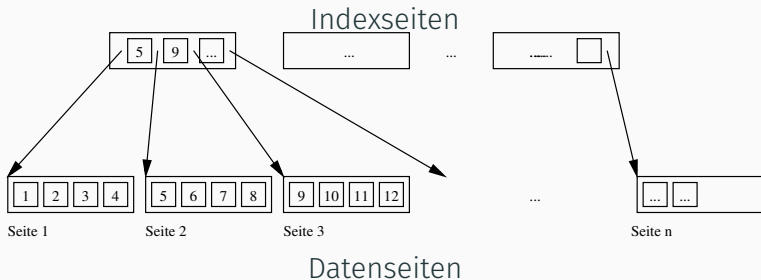 Indexseiten
5 9 ... ... ... ......
1 2 3 4 5 6 7 8 9 10 11 12 ... ... ...
Seite 1 Seite 2 Seite 3 Seite n
Datenseiten